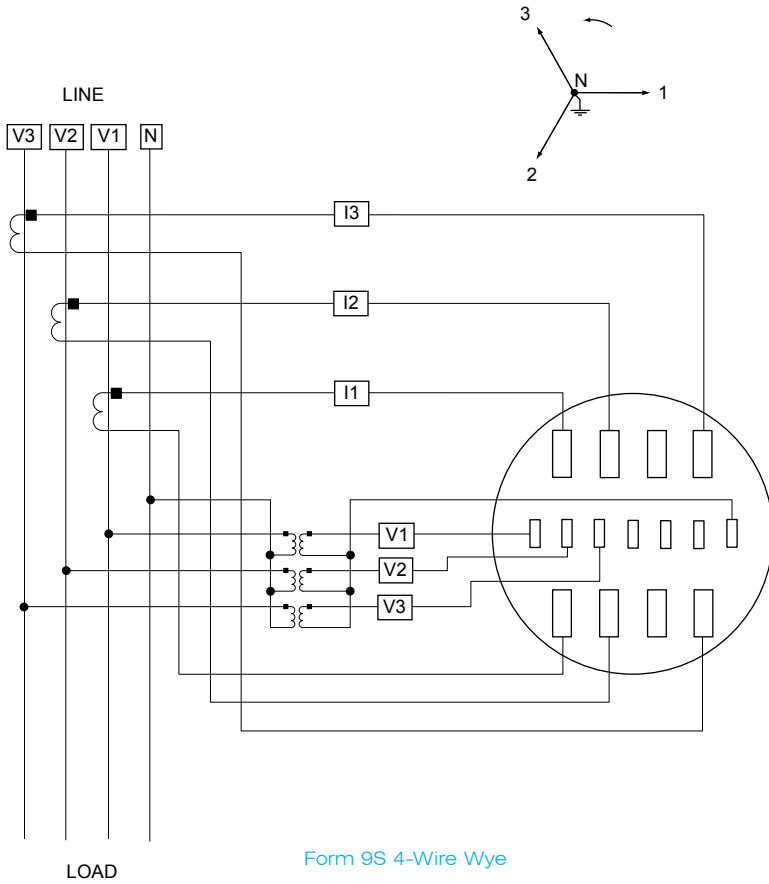 3
N
1
2
LINE
V3 V2 V1 N
I3
I2
I1
V1
V2
V3
LOAD
Form 9S 4-Wire Wye